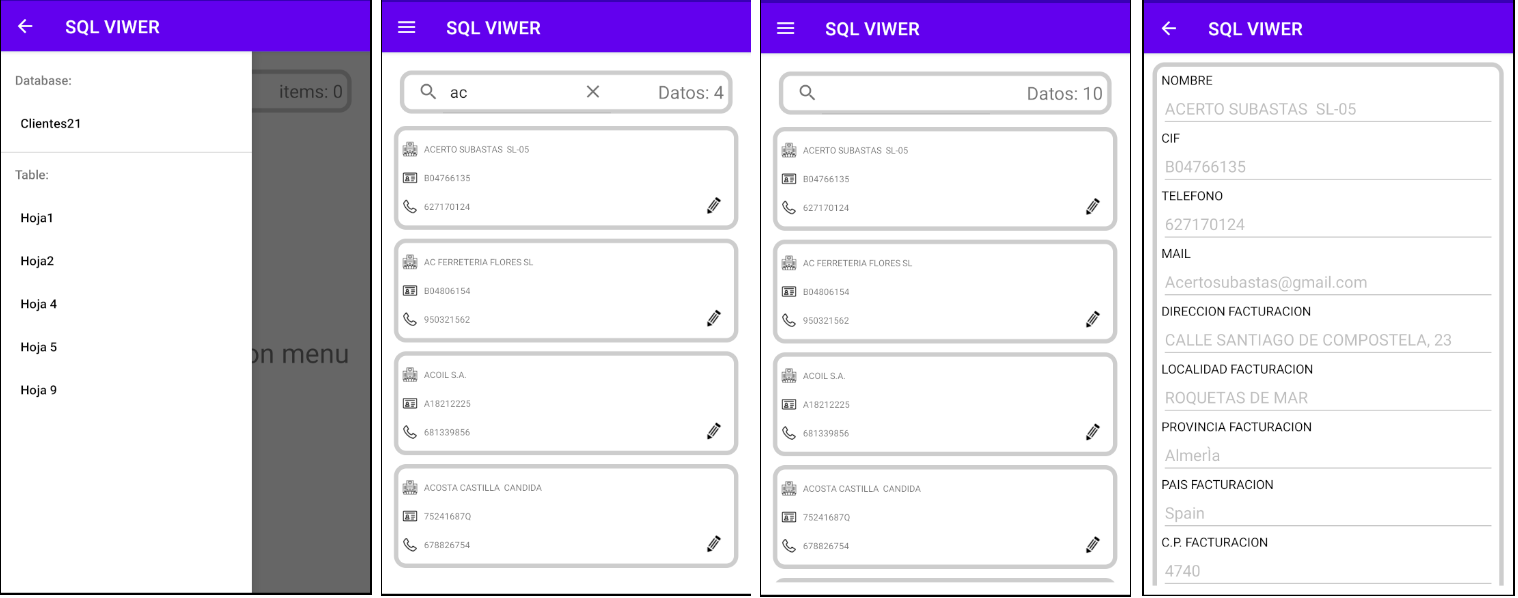 SQL VIWER
Database:
items: 0
Clientes21
Table:
Hoja1
Hoja2
Hoja 4
on menu
Hoja 5
Hoja 9
SQL VIWER
ac
Datos: 4
ACERTO SUBASTAS  SL-05
B04766135
627170124
AC FERRETERIA FLORES SL
B04806154
950321562
ACOIL S.A.
A18212225
681339856
ACOSTA CASTILLA  CANDIDA
75241687Q
678826754
SQL VIWER
Datos: 10
ACERTO SUBASTAS  SL-05
B04766135
627170124
AC FERRETERIA FLORES SL
B04806154
950321562
ACOIL S.A.
A18212225
681339856
ACOSTA CASTILLA  CANDIDA
75241687Q
678826754
SQL VIWER
NOMBRE
ACERTO SUBASTAS  SL-05
CIF
B04766135
TELEFONO
627170124
MAIL
Acertosubastas@gmail.com
DIRECCION FACTURACION
CALLE SANTIAGO DE COMPOSTELA, 23
LOCALIDAD FACTURACION
ROQUETAS DE MAR
PROVINCIA FACTURACION
AlmerÌa
PAIS FACTURACION
Spain
C.P. FACTURACION
4740